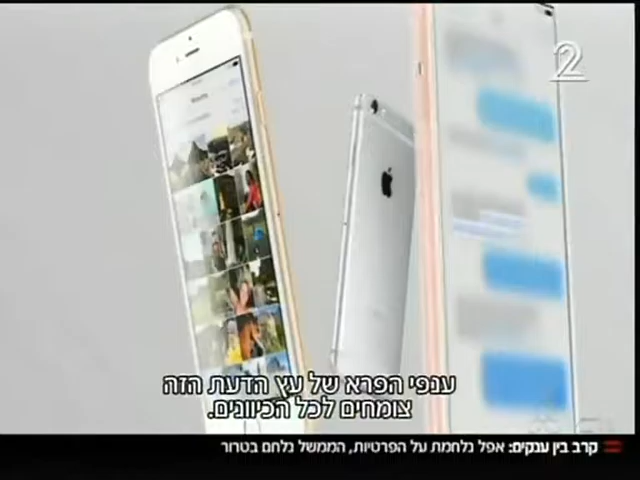 2
ענפי הפרא של עץ הדעת הזה
צומחים לכל הכיוונים.
קרב בין ענקים: אפל נלחמת על הפרטיות, הממשל נלחם בטרור